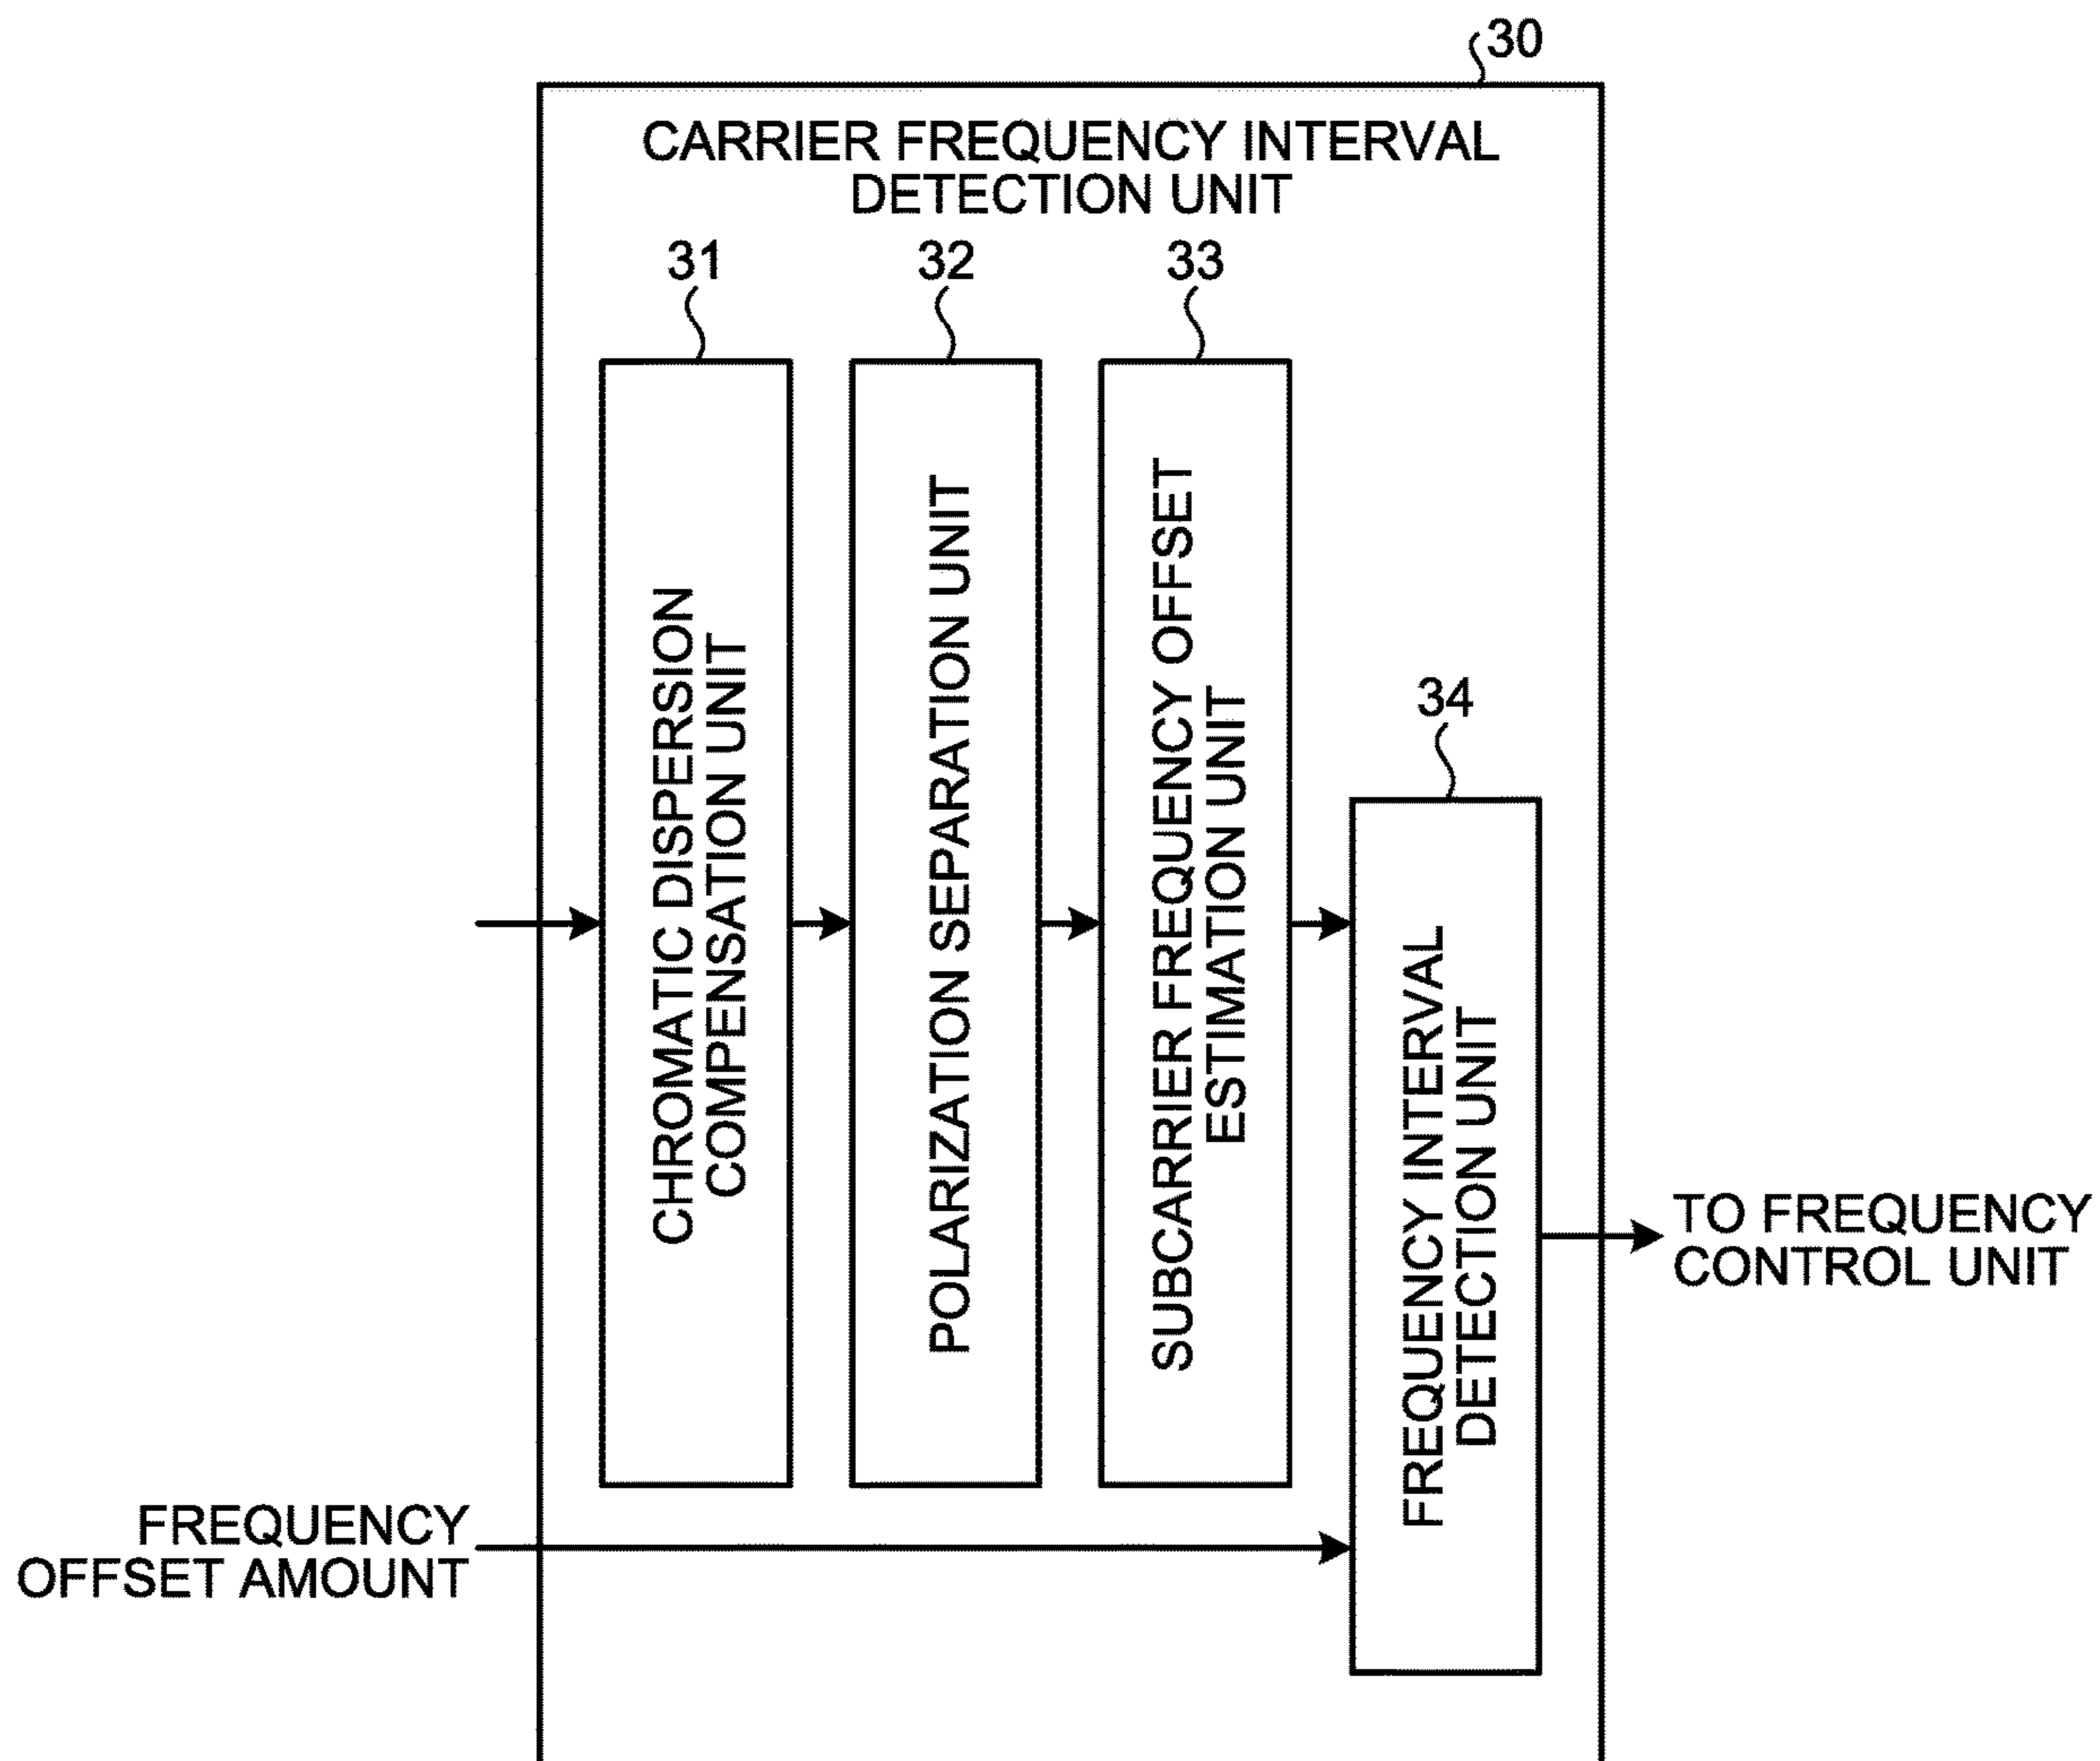 30
CARRIER FREQUENCY INTERVAL
DETECTION UNIT
31
32
33
CHROMATIC DISPERSION
COMPENSATION UNIT
POLARIZATION SEPARATION UNIT
SUBCARRIER FREQUENCY OFFSET
ESTIMATION UNIT
34
FREQUENCY INTERVAL
DETECTION UNIT
TO FREQUENCY
CONTROL UNIT
FREQUENCY
OFFSET AMOUNT